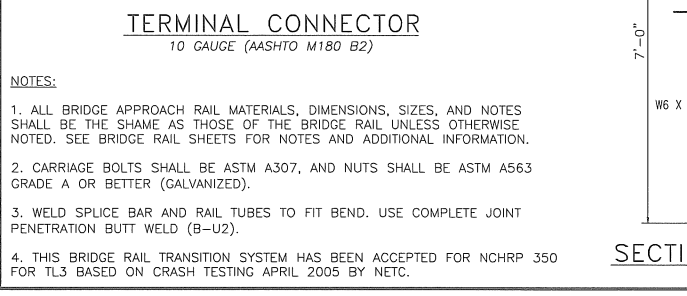 TERMINAL CONNECTOR
10 GAUGE (AASHTO M180 B2)
NOTES:
1. ALL BRIDGE APPROACH RAIL MATERIALS, DIMENSIONS, SIZES, AND NOTES
SHALL BE THE SHAME AS THOSE OF THE BRIDGE RAIL UNLESS OTHERWISE
NOTED. SEE BRIDGE RAIL SHEETS FOR NOTES AND ADDITIONAL INFORMATION.
2. CARRIAGE BOLTS SHALL BE ASTM A307, AND NUTS SHALL BE ASTM A563
GRADE A OR BETTER (GALVANIZED).
3. WELD SPLICE BAR AND RAIL TUBES TO FIT BEND. USE COMPLETE JOINT
PENETRATION BUTT WELD (B-U2).
4. THIS BRIDGE RAIL TRANSITION SYSTEM HAS BEEN ACCEPTED FOR NCHRP 350
FOR TL3 BASED ON CRASH TESTING APRIL 2005 BY NETC.
7'-0"
W6 X
SECTI